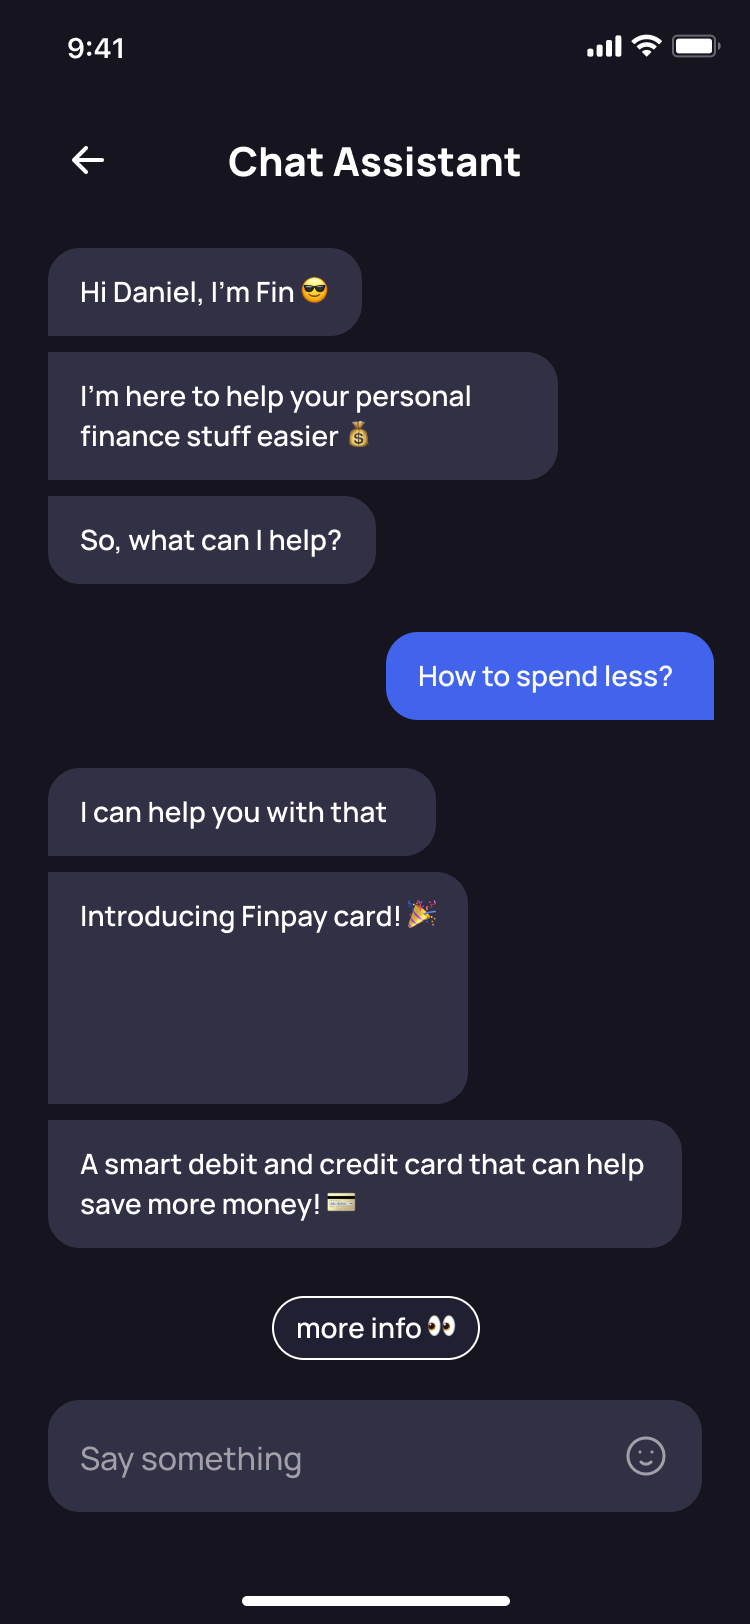 9:41
Chat Assistant
Hi Daniel, I'm Fin 😎
I'm here to help your personal
finance stuff easier 💰
So, what can I help?
How to spend less?
I can help you with that
Introducing Finpay card! 🎉
A smart debit and credit card that can help
save more money! 💳
more info 👀
Say something